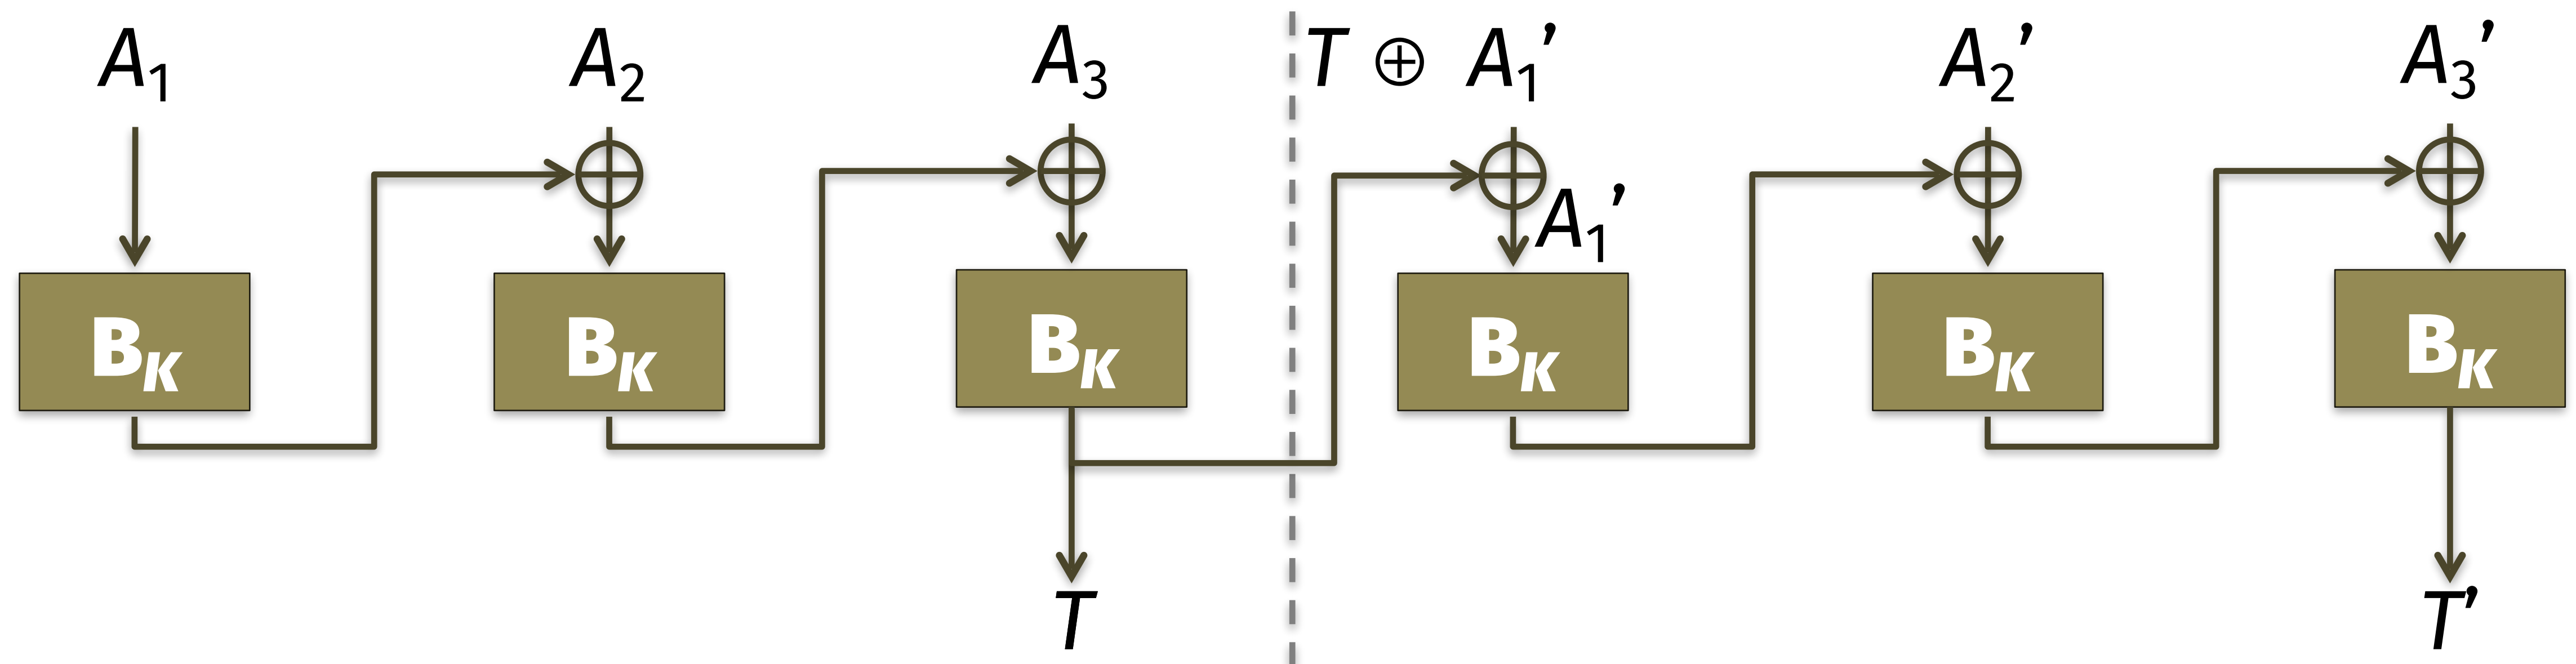 A₁ A₂ A₃ T ⊕ A₁’ A₂’ A₃’
A₁’
Bₖ Bₖ Bₖ Bₖ Bₖ Bₖ
T T’